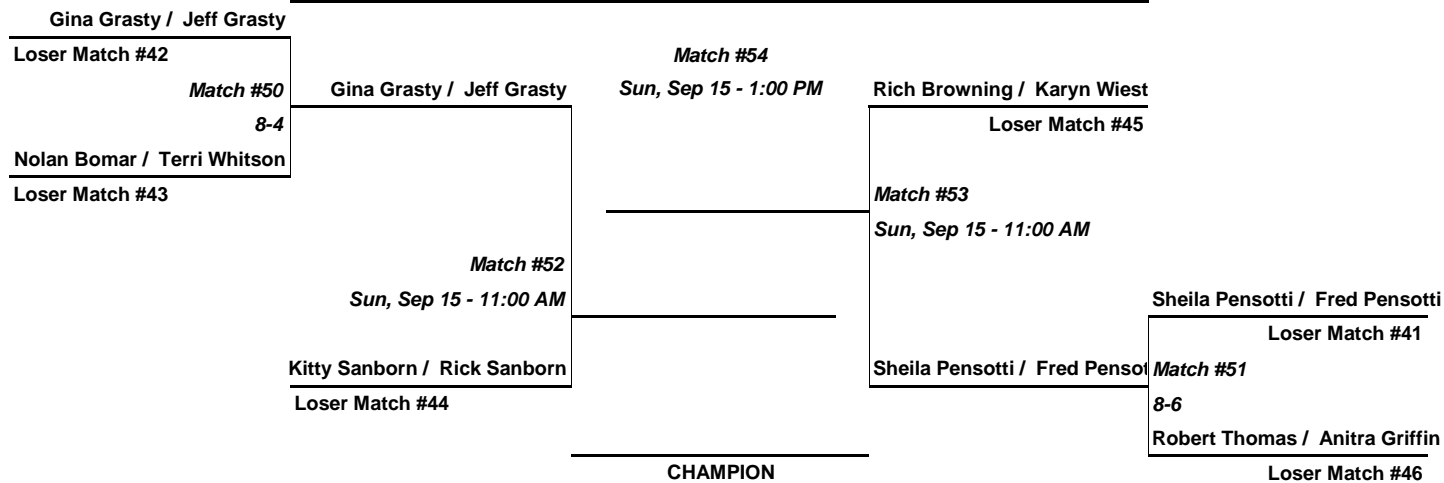 Gina Grasty / Jeff Grasty
Loser Match #42
Match #54
Match #50
Gina Grasty / Jeff Grasty
Sun, Sep 15 - 1:00 PM
Rich Browning / Karyn Wiest
8-4
Loser Match #45
Nolan Bomar / Terri Whitson
Loser Match #43
Match #53
Sun, Sep 15 - 11:00 AM
Match #52
Sun, Sep 15 - 11:00 AM
Sheila Pensotti / Fred Pensotti
Loser Match #41
Kitty Sanborn / Rick Sanborn
Sheila Pensotti / Fred Pensot
Match #51
Loser Match #44
8-6
Robert Thomas / Anitra Griffin
CHAMPION
Loser Match #46